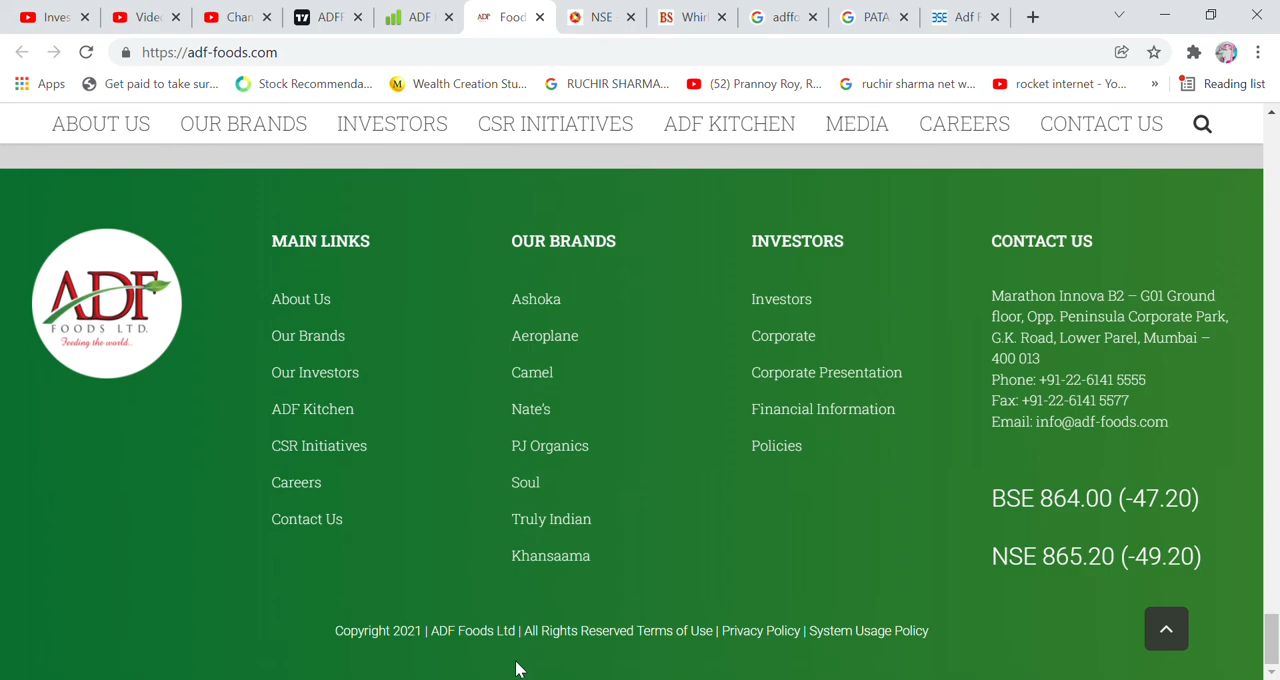 Inves
Video
Chan
ADFF
ADF
Food
NSE
Whirl
adffo
PATA
Adf F
https://adf-foods.com
Apps
Get paid to take sur...
Stock Recommenda...
Wealth Creation Stu...
RUCHIR SHARMA...
(52) Prannoy Roy, R...
ruchir sharma net w...
rocket internet - Yo...
»
Reading list
ABOUT US
OUR BRANDS
INVESTORS
CSR INITIATIVES
ADF KITCHEN
MEDIA
CAREERS
CONTACT US
ADF
FOODS LTD.
Feeding the world..
MAIN LINKS
About Us
Our Brands
Our Investors
ADF Kitchen
CSR Initiatives
Careers
Contact Us
OUR BRANDS
Ashoka
Aeroplane
Camel
Nate's
PJ Organics
Soul
Truly Indian
Khansaama
INVESTORS
Investors
Corporate
Corporate Presentation
Financial Information
Policies
CONTACT US
Marathon Innova B2 – G01 Ground
floor, Opp. Peninsula Corporate Park,
G.K. Road, Lower Parel, Mumbai –
400 013
Phone: +91-22-6141 5555
Fax: +91-22-6141 5577
Email: info@adf-foods.com
BSE 864.00 (-47.20)
NSE 865.20 (-49.20)
Copyright 2021 | ADF Foods Ltd | All Rights Reserved Terms of Use | Privacy Policy | System Usage Policy